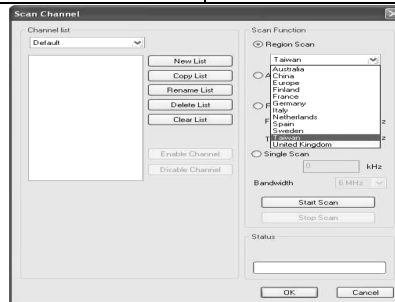 Scan Channel
Channel list
Default
New List
Copy List
Rename List
Delete List
Clear List
Enable Channel
Disable Channel
Scan Function
Region Scan
Taiwan
Australia
China
Europe
Finland
France
Germany
Italy
Netherlands
Spain
Sweden
Taiwan
United Kingdom
A
F
F
z
T
z
Single Scan
0
kHz
Bandwidth
6 MHz
Start Scan
Stop Scan
Status
OK
Cancel